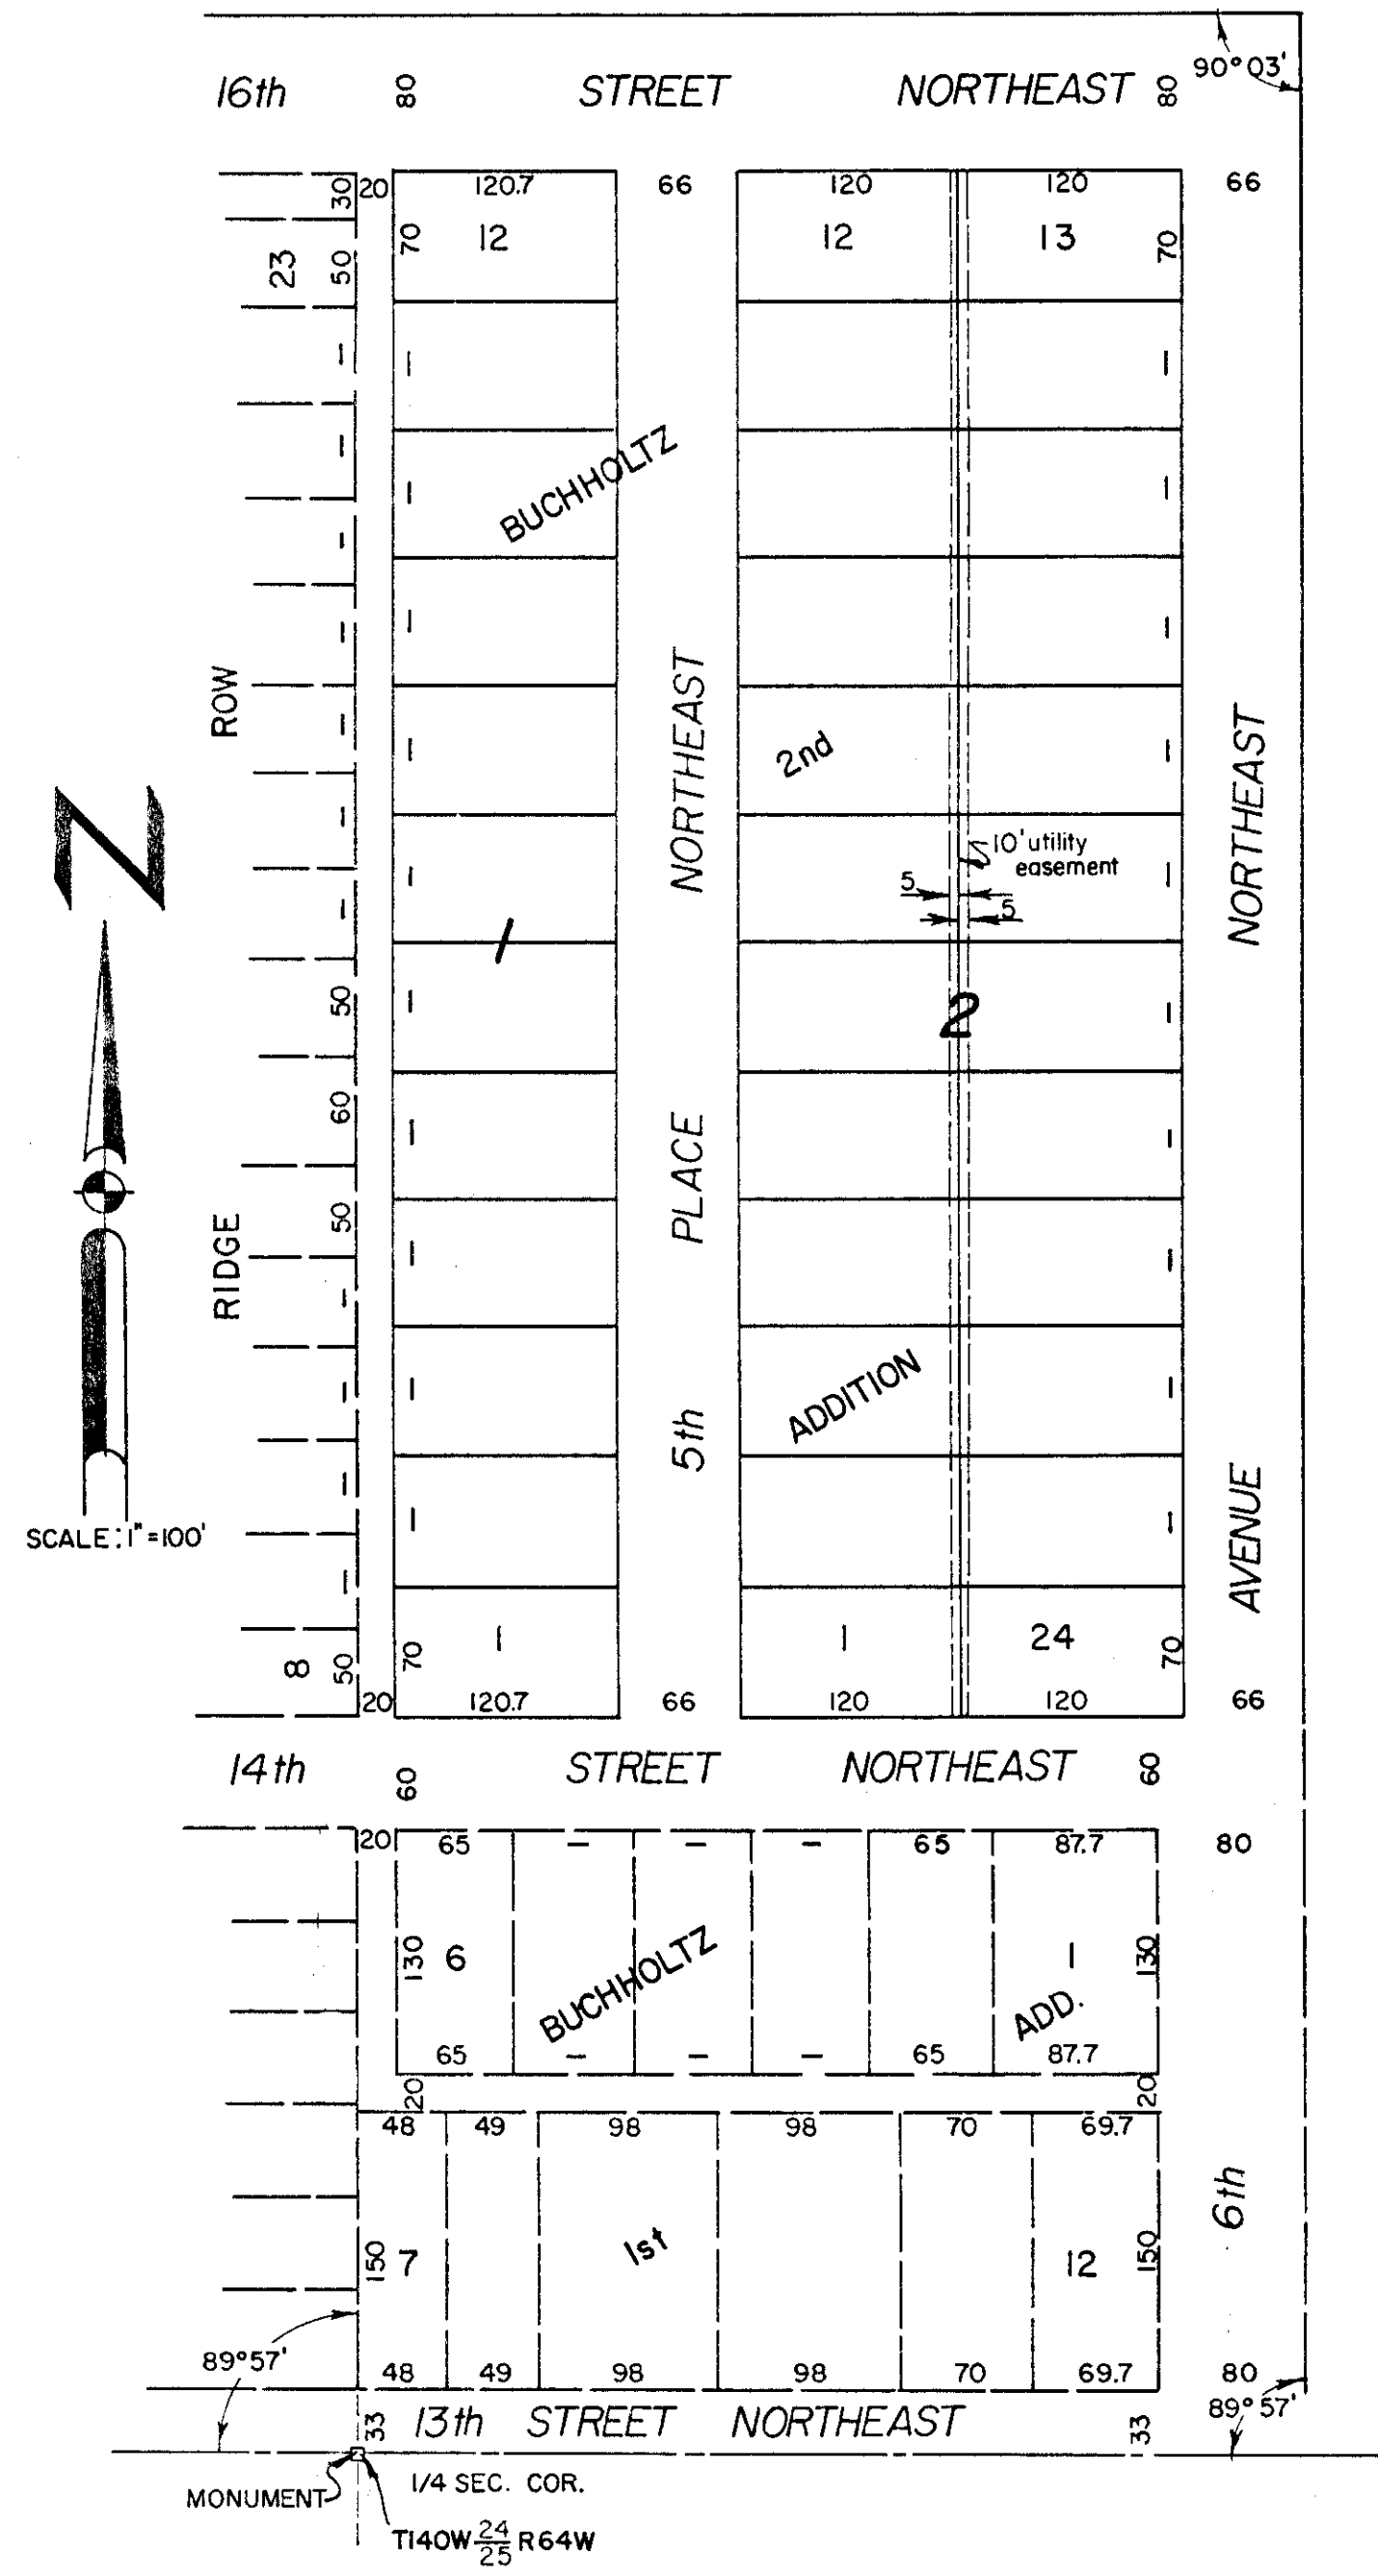 90° 03'
16th 80 STREET NORTHEAST 80
30 20 120.7 66 120 120 66
23 50 70 12 12 13 70
BUCHHOLTZ
ROW
NORTHEAST
2nd
NORTHEAST
10' utility
easement
5
5
N
1
50
2
60
PLACE
50
RIDGE
ADDITION
5th
AVENUE
SCALE: 1"=100'
8 50 70 1 1 24 70
20 120.7 66 120 120 66
14th 60 STREET NORTHEAST 60
20 65 – – – 65 87.7 80
130 6 BUCHHOLTZ 1 130
ADD.
65 – – – 65 87.7
20 20
48 49 98 98 70 69.7
6th
150 7 1st 12 150
89° 57'
48 49 98 98 70 69.7 80
89° 57'
33 13th STREET NORTHEAST 33
MONUMENT 1/4 SEC. COR.
T140W 24/25 R64W